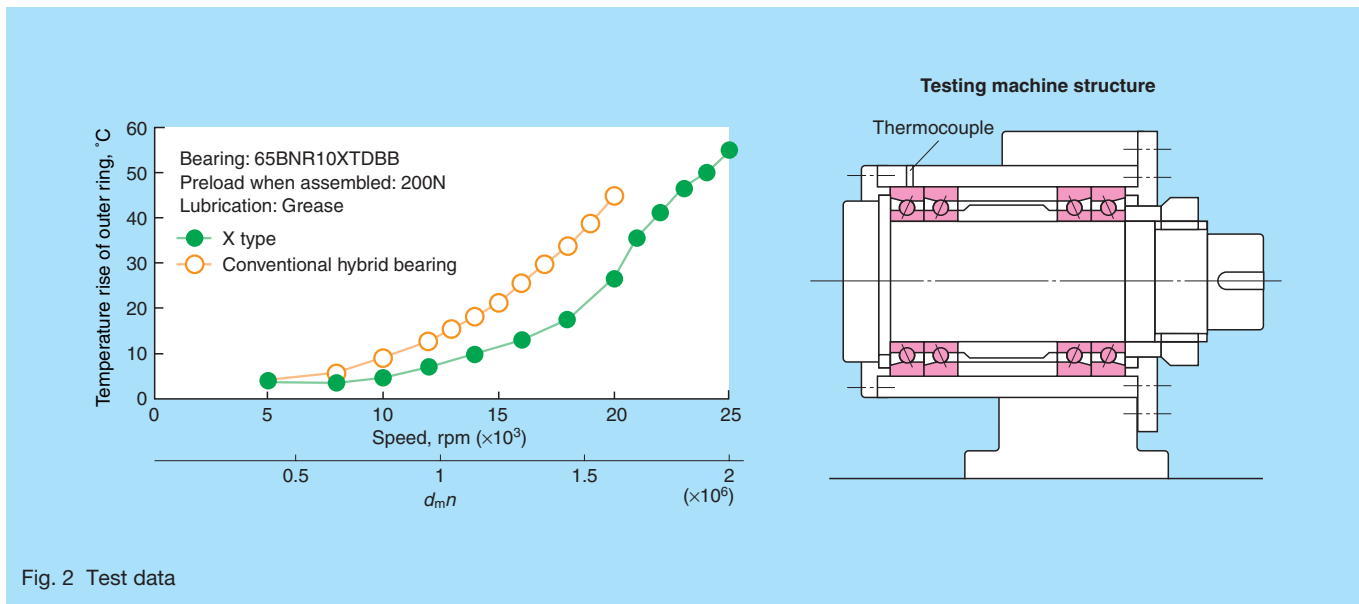 Testing machine structure
Thermocouple
Temperature rise of outer ring, ˚C
60
50
40
30
20
10
0
Bearing: 65BNR10XTDBB
Preload when assembled: 200N
Lubrication: Grease
X type
Conventional hybrid bearing
0 5 10 15 20 25
Speed, rpm (×10³)
0.5 1 1.5 2
dₘn (×10⁶)
Fig. 2 Test data